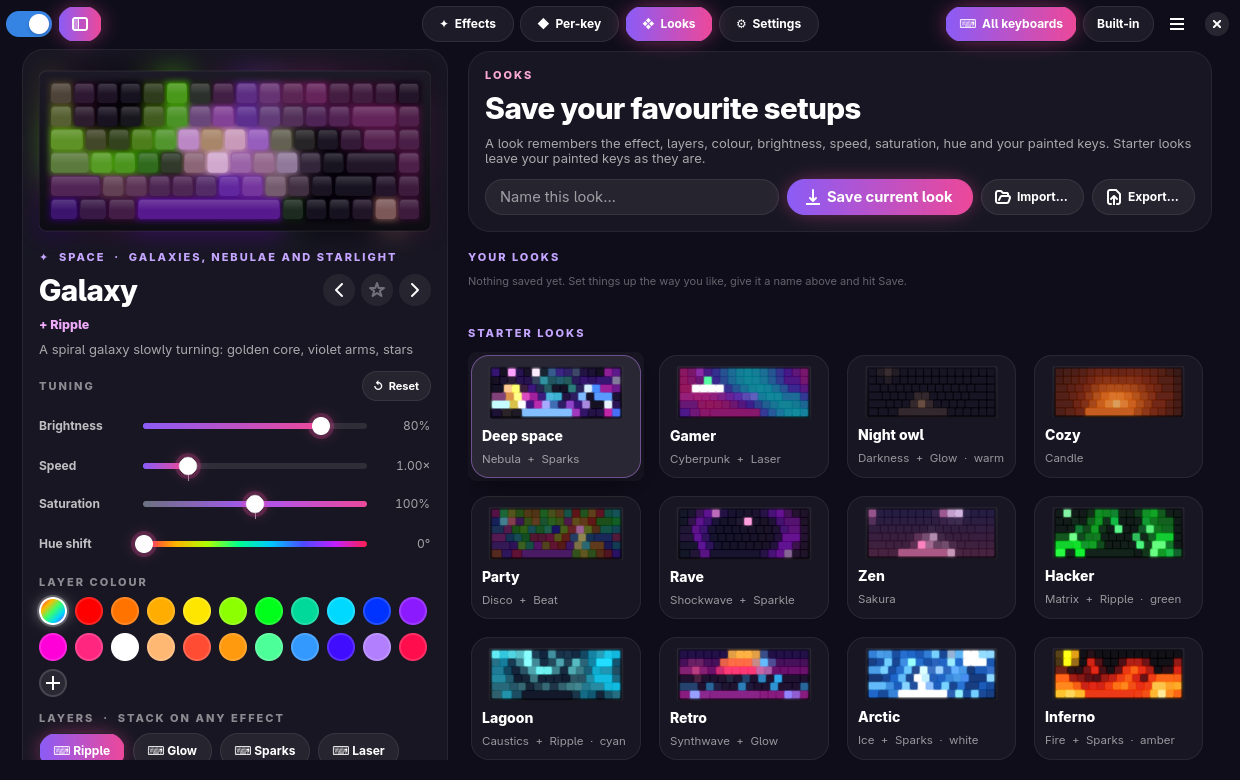 Effects
Per-key
Looks
Settings
All keyboards
Built-in
SPACE · GALAXIES, NEBULAE AND STARLIGHT
Galaxy
+ Ripple
A spiral galaxy slowly turning: golden core, violet arms, stars
TUNING
Reset
Brightness 80%
Speed 1.00×
Saturation 100%
Hue shift 0°
LAYER COLOUR
LAYERS · STACK ON ANY EFFECT
Ripple
Glow
Sparks
Laser
LOOKS
Save your favourite setups
A look remembers the effect, layers, colour, brightness, speed, saturation, hue and your painted keys. Starter looks
leave your painted keys as they are.
Name this look...
Save current look
Import...
Export...
YOUR LOOKS
Nothing saved yet. Set things up the way you like, give it a name above and hit Save.
STARTER LOOKS
Deep space
Nebula + Sparks
Gamer
Cyberpunk + Laser
Night owl
Darkness + Glow · warm
Cozy
Candle
Party
Disco + Beat
Rave
Shockwave + Sparkle
Zen
Sakura
Hacker
Matrix + Ripple · green
Lagoon
Caustics + Ripple · cyan
Retro
Synthwave + Glow
Arctic
Ice + Sparks · white
Inferno
Fire + Sparks · amber